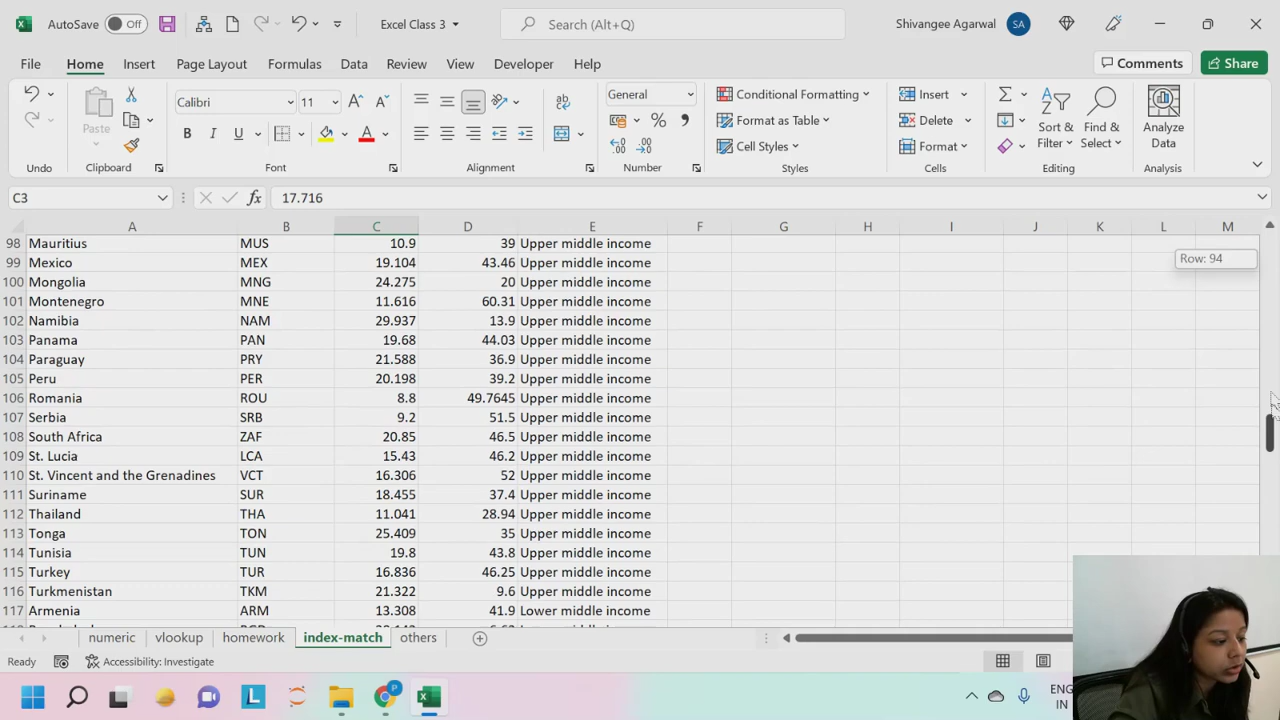 AutoSave Off Excel Class 3 Search (Alt+Q) Shivangee Agarwal SA
File Home Insert Page Layout Formulas Data Review View Developer Help Comments Share
Calibri 11 General Conditional Formatting Insert
Paste Format as Table Delete Sort & Find & Analyze
Cell Styles Format Filter Select Data
Undo Clipboard Font Alignment Number Styles Cells Editing Analysis
C3 fx 17.716
A B C D E F G H I J K L M
98 Mauritius MUS 10.9 39 Upper middle income
Row: 94
99 Mexico MEX 19.104 43.46 Upper middle income
100 Mongolia MNG 24.275 20 Upper middle income
101 Montenegro MNE 11.616 60.31 Upper middle income
102 Namibia NAM 29.937 13.9 Upper middle income
103 Panama PAN 19.68 44.03 Upper middle income
104 Paraguay PRY 21.588 36.9 Upper middle income
105 Peru PER 20.198 39.2 Upper middle income
106 Romania ROU 8.8 49.7645 Upper middle income
107 Serbia SRB 9.2 51.5 Upper middle income
108 South Africa ZAF 20.85 46.5 Upper middle income
109 St. Lucia LCA 15.43 46.2 Upper middle income
110 St. Vincent and the Grenadines VCT 16.306 52 Upper middle income
111 Suriname SUR 18.455 37.4 Upper middle income
112 Thailand THA 11.041 28.94 Upper middle income
113 Tonga TON 25.409 35 Upper middle income
114 Tunisia TUN 19.8 43.8 Upper middle income
115 Turkey TUR 16.836 46.25 Upper middle income
116 Turkmenistan TKM 21.322 9.6 Upper middle income
117 Armenia ARM 13.308 41.9 Lower middle income
numeric vlookup homework index-match others
Ready Accessibility: Investigate
ENG
IN